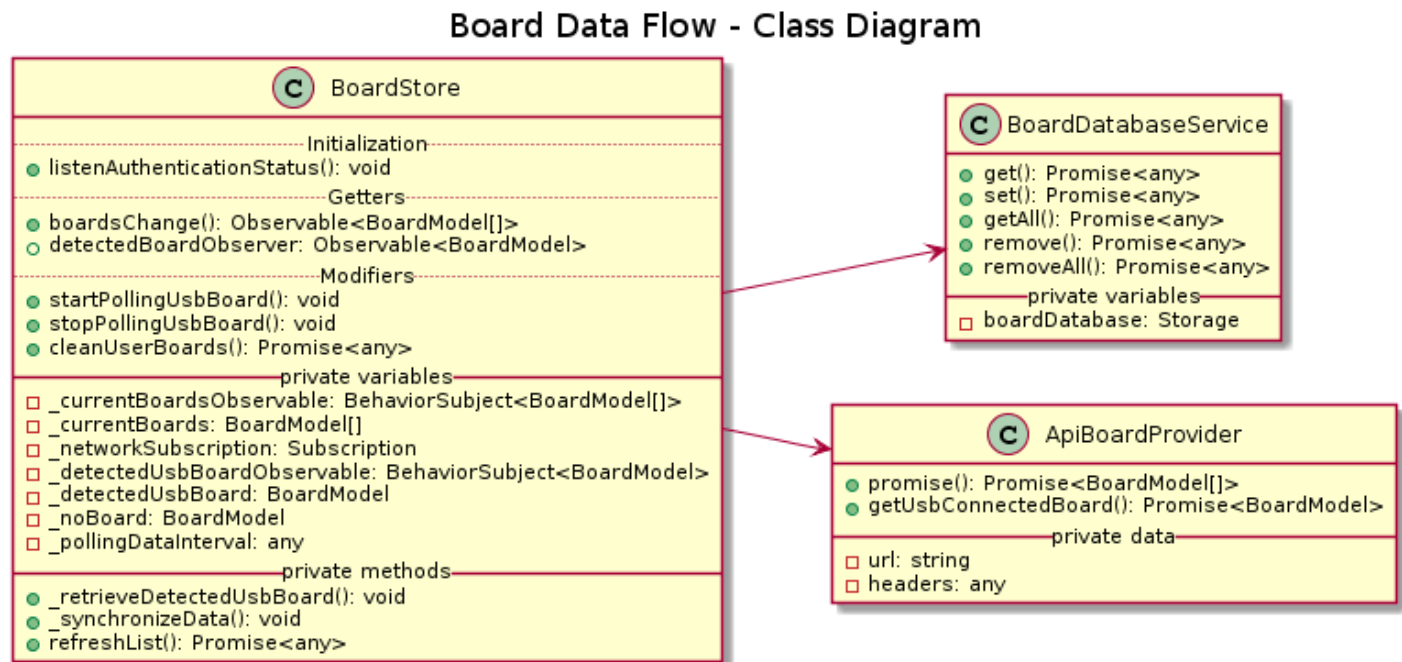 Board Data Flow - Class Diagram
C BoardStore
Initialization
listenAuthenticationStatus(): void
Getters
boardsChange(): Observable<BoardModel[]>
detectedBoardObserver: Observable<BoardModel>
Modifiers
startPollingUsbBoard(): void
stopPollingUsbBoard(): void
cleanUserBoards(): Promise<any>
private variables
_currentBoardsObservable: BehaviorSubject<BoardModel[]>
_currentBoards: BoardModel[]
_networkSubscription: Subscription
_detectedUsbBoardObservable: BehaviorSubject<BoardModel>
_detectedUsbBoard: BoardModel
_noBoard: BoardModel
_pollingDataInterval: any
private methods
_retrieveDetectedUsbBoard(): void
_synchronizeData(): void
refreshList(): Promise<any>
C BoardDatabaseService
get(): Promise<any>
set(): Promise<any>
getAll(): Promise<any>
remove(): Promise<any>
removeAll(): Promise<any>
private variables
boardDatabase: Storage
C ApiBoardProvider
promise(): Promise<BoardModel[]>
getUsbConnectedBoard(): Promise<BoardModel>
private data
url: string
headers: any